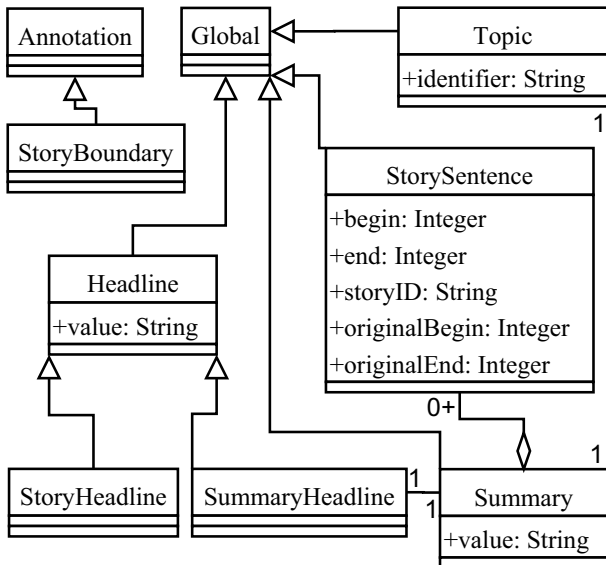 Annotation
Global
Topic
+identifier: String
1
StoryBoundary
StorySentence
+begin: Integer
+end: Integer
+storyID: String
+originalBegin: Integer
+originalEnd: Integer
Headline
+value: String
0+
1
StoryHeadline
SummaryHeadline
1
1
Summary
+value: String